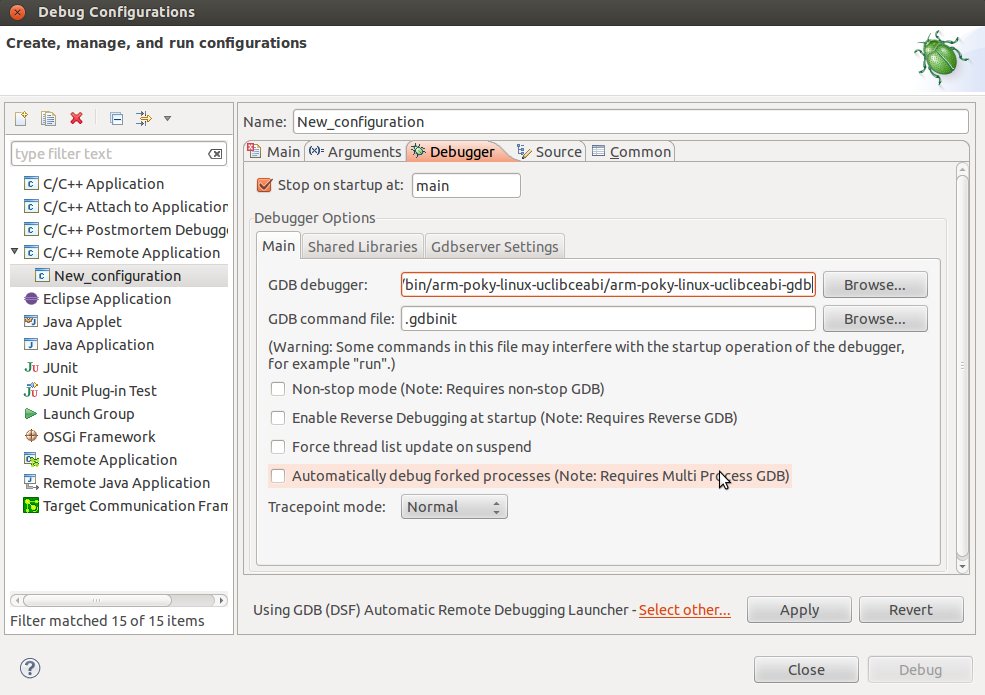 Debug Configurations
Create, manage, and run configurations
type filter text
C/C++ Application
C/C++ Attach to Application
C/C++ Postmortem Debugg
C/C++ Remote Application
New_configuration
Eclipse Application
Java Applet
Java Application
JUnit
JUnit Plug-in Test
Launch Group
OSGi Framework
Remote Application
Remote Java Application
Target Communication Fram
Filter matched 15 of 15 items
Name: New_configuration
Main Arguments Debugger Source Common
Stop on startup at: main
Debugger Options
Main Shared Libraries Gdbserver Settings
GDB debugger: /bin/arm-poky-linux-uclibceabi/arm-poky-linux-uclibceabi-gdb Browse...
GDB command file: .gdbinit Browse...
(Warning: Some commands in this file may interfere with the startup operation of the debugger,
for example "run".)
Non-stop mode (Note: Requires non-stop GDB)
Enable Reverse Debugging at startup (Note: Requires Reverse GDB)
Force thread list update on suspend
Automatically debug forked processes (Note: Requires Multi Process GDB)
Tracepoint mode: Normal
Using GDB (DSF) Automatic Remote Debugging Launcher - Select other... Apply Revert
? Close Debug